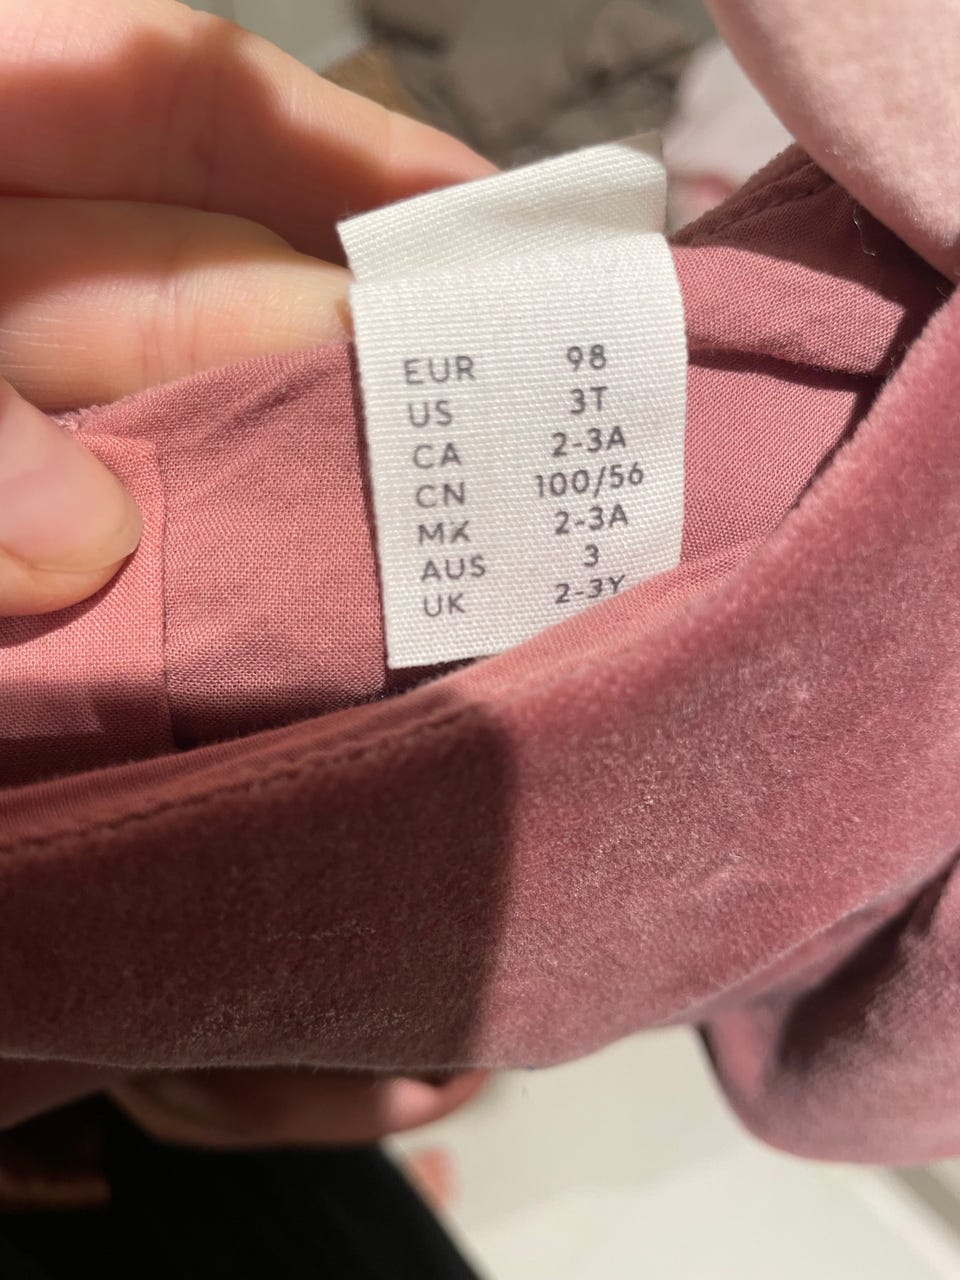 EUR 98
US 3T
CA 2-3A
CN 100/56
MX 2-3A
AUS 3
UK 2-3Y